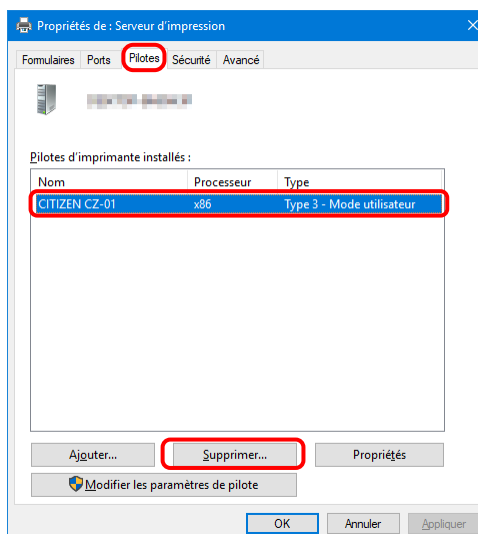 Propriétés de : Serveur d'impression
Formulaires Ports Pilotes Sécurité Avancé
Pilotes d'imprimante installés :
Nom Processeur Type
CITIZEN CZ-01 x86 Type 3 - Mode utilisateur
Ajouter... Supprimer... Propriétés
Modifier les paramètres de pilote
OK Annuler Appliquer